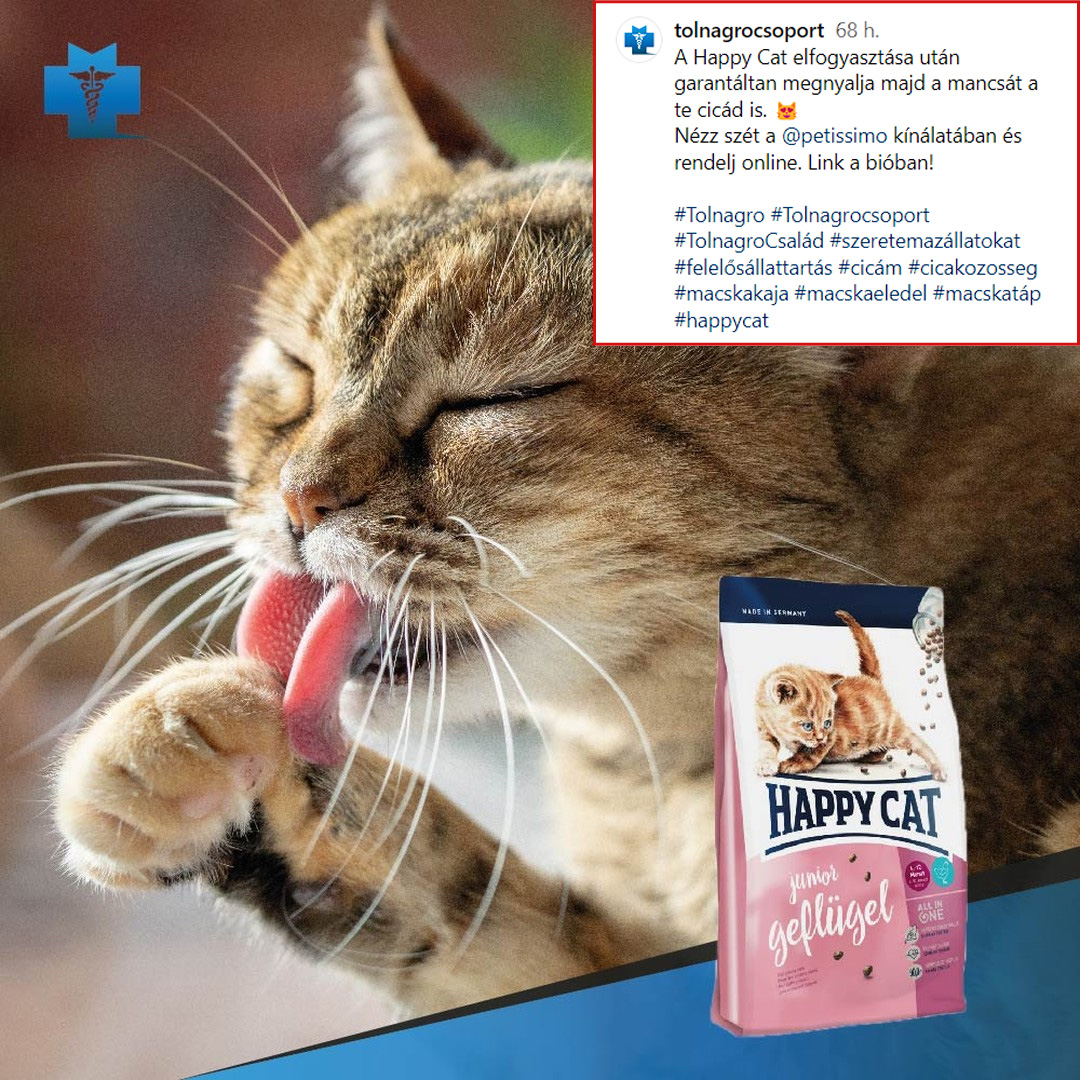 tolnagrocsoport 68 h.
A Happy Cat elfogyasztása után
garantáltan megnyalja majd a mancsát a
te cicád is. 😻
Nézz szét a @petissimo kínálatában és
rendelj online. Link a bióban!
#Tolnagro #Tolnagrocsoport
#TolnagroCsalád #szeretemazállatokat
#felelősállattartás #cicám #cicakozosseg
#macskakaja #macskaeledel #macskatáp
#happycat
MADE IN GERMANY
HAPPY CAT
junior
geflügel
ALL IN
ONE